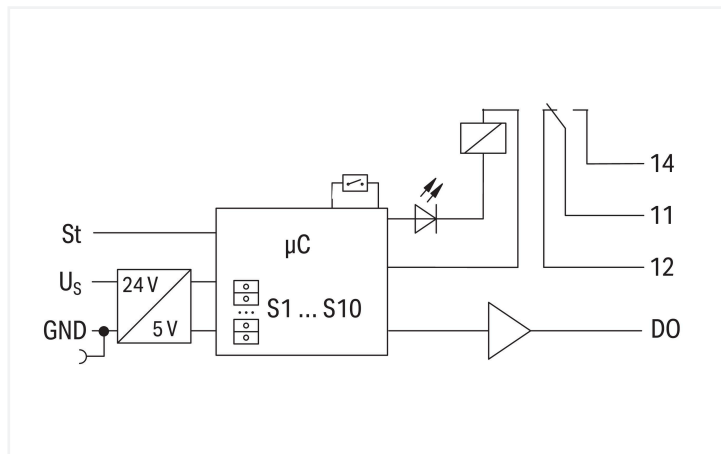 14
St
µC
11
U_S
24 V
12
S1 ... S10
...
GND
5 V
DO